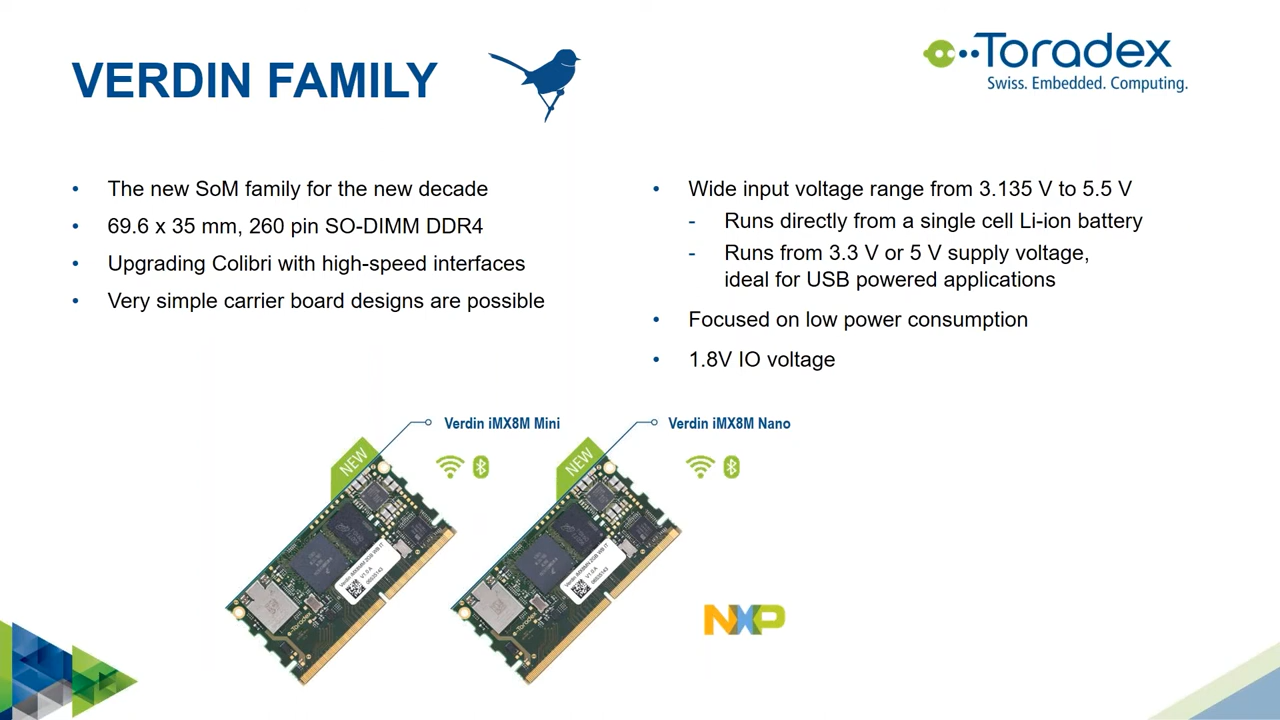 VERDIN FAMILY
Toradex
Swiss. Embedded. Computing.
• The new SoM family for the new decade
• 69.6 x 35 mm, 260 pin SO-DIMM DDR4
• Upgrading Colibri with high-speed interfaces
• Very simple carrier board designs are possible
• Wide input voltage range from 3.135 V to 5.5 V
- Runs directly from a single cell Li-ion battery
- Runs from 3.3 V or 5 V supply voltage,
ideal for USB powered applications
• Focused on low power consumption
• 1.8V IO voltage
Verdin iMX8M Mini
NEW
Toradex
Verdin iMX8M Nano
NEW
Toradex
NXP